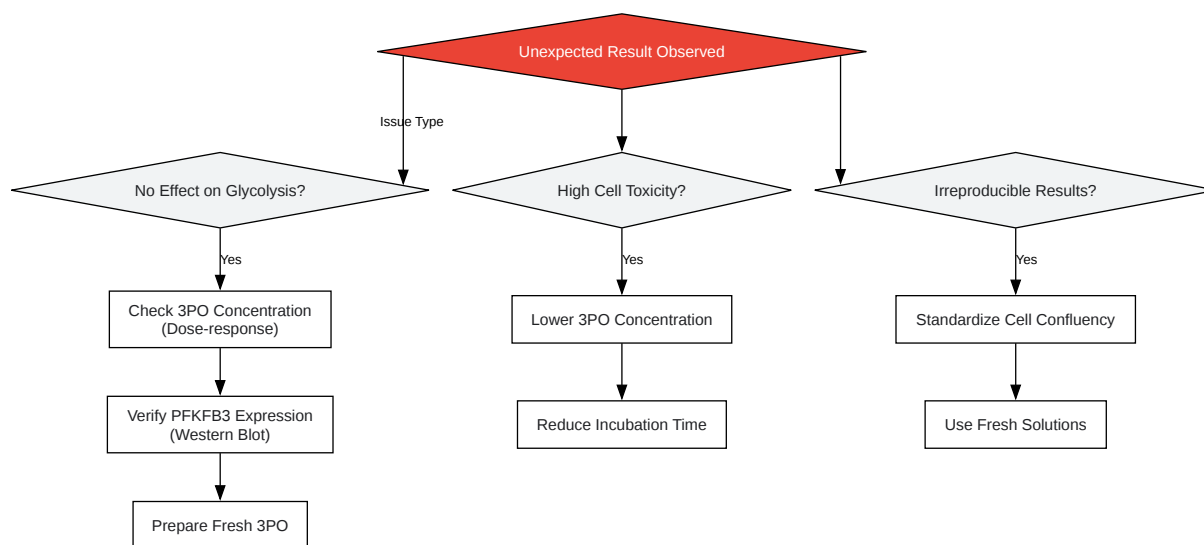 Unexpected Result Observed
Issue Type
No Effect on Glycolysis?
High Cell Toxicity?
Irreproducible Results?
Yes
Yes
Yes
Check 3PO Concentration
(Dose-response)
Lower 3PO Concentration
Standardize Cell Confluency
Verify PFKFB3 Expression
(Western Blot)
Reduce Incubation Time
Use Fresh Solutions
Prepare Fresh 3PO